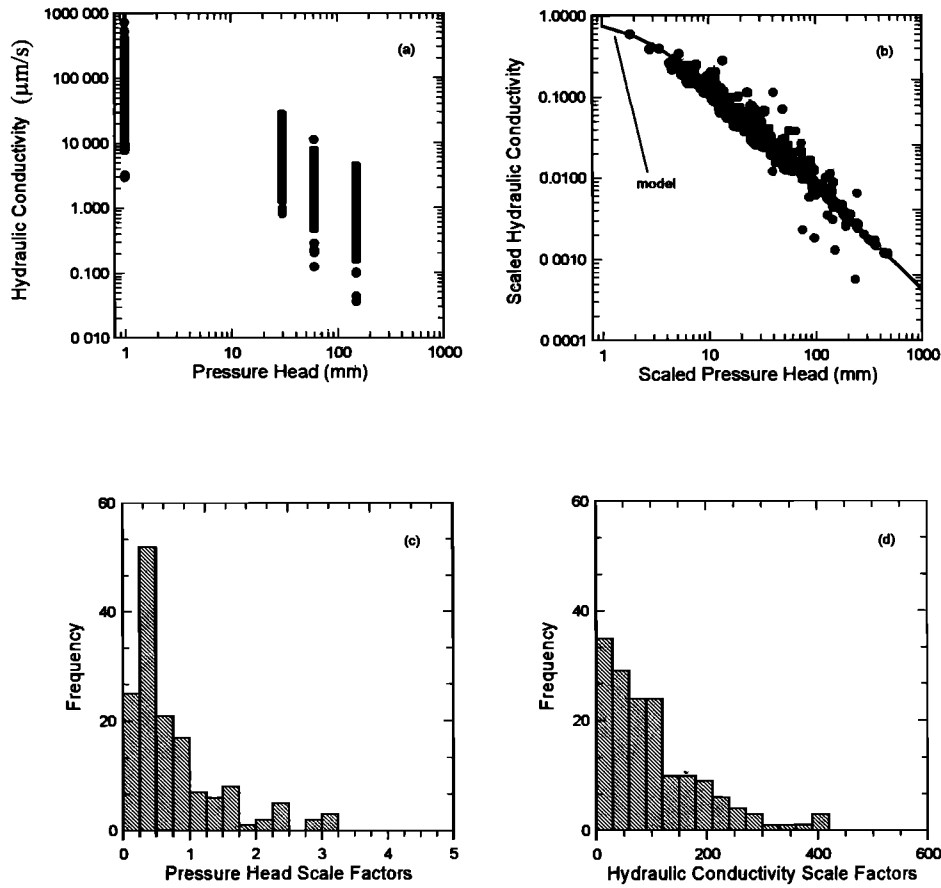 (a)
Hydraulic Conductivity (μm/s)
1 000 000
100 000
10 000
1.000
0.100
0 010
1
10
100
1000
Pressure Head (mm)
(b)
Scaled Hydraulic Conductivity
1.0000
0.1000
0.0100
0.0010
0.0001
model
1
10
100
1000
Scaled Pressure Head (mm)
(c)
Frequency
60
40
20
0
0
1
2
3
4
5
Pressure Head Scale Factors
(d)
Frequency
60
40
20
0
0
200
400
600
Hydraulic Conductivity Scale Factors